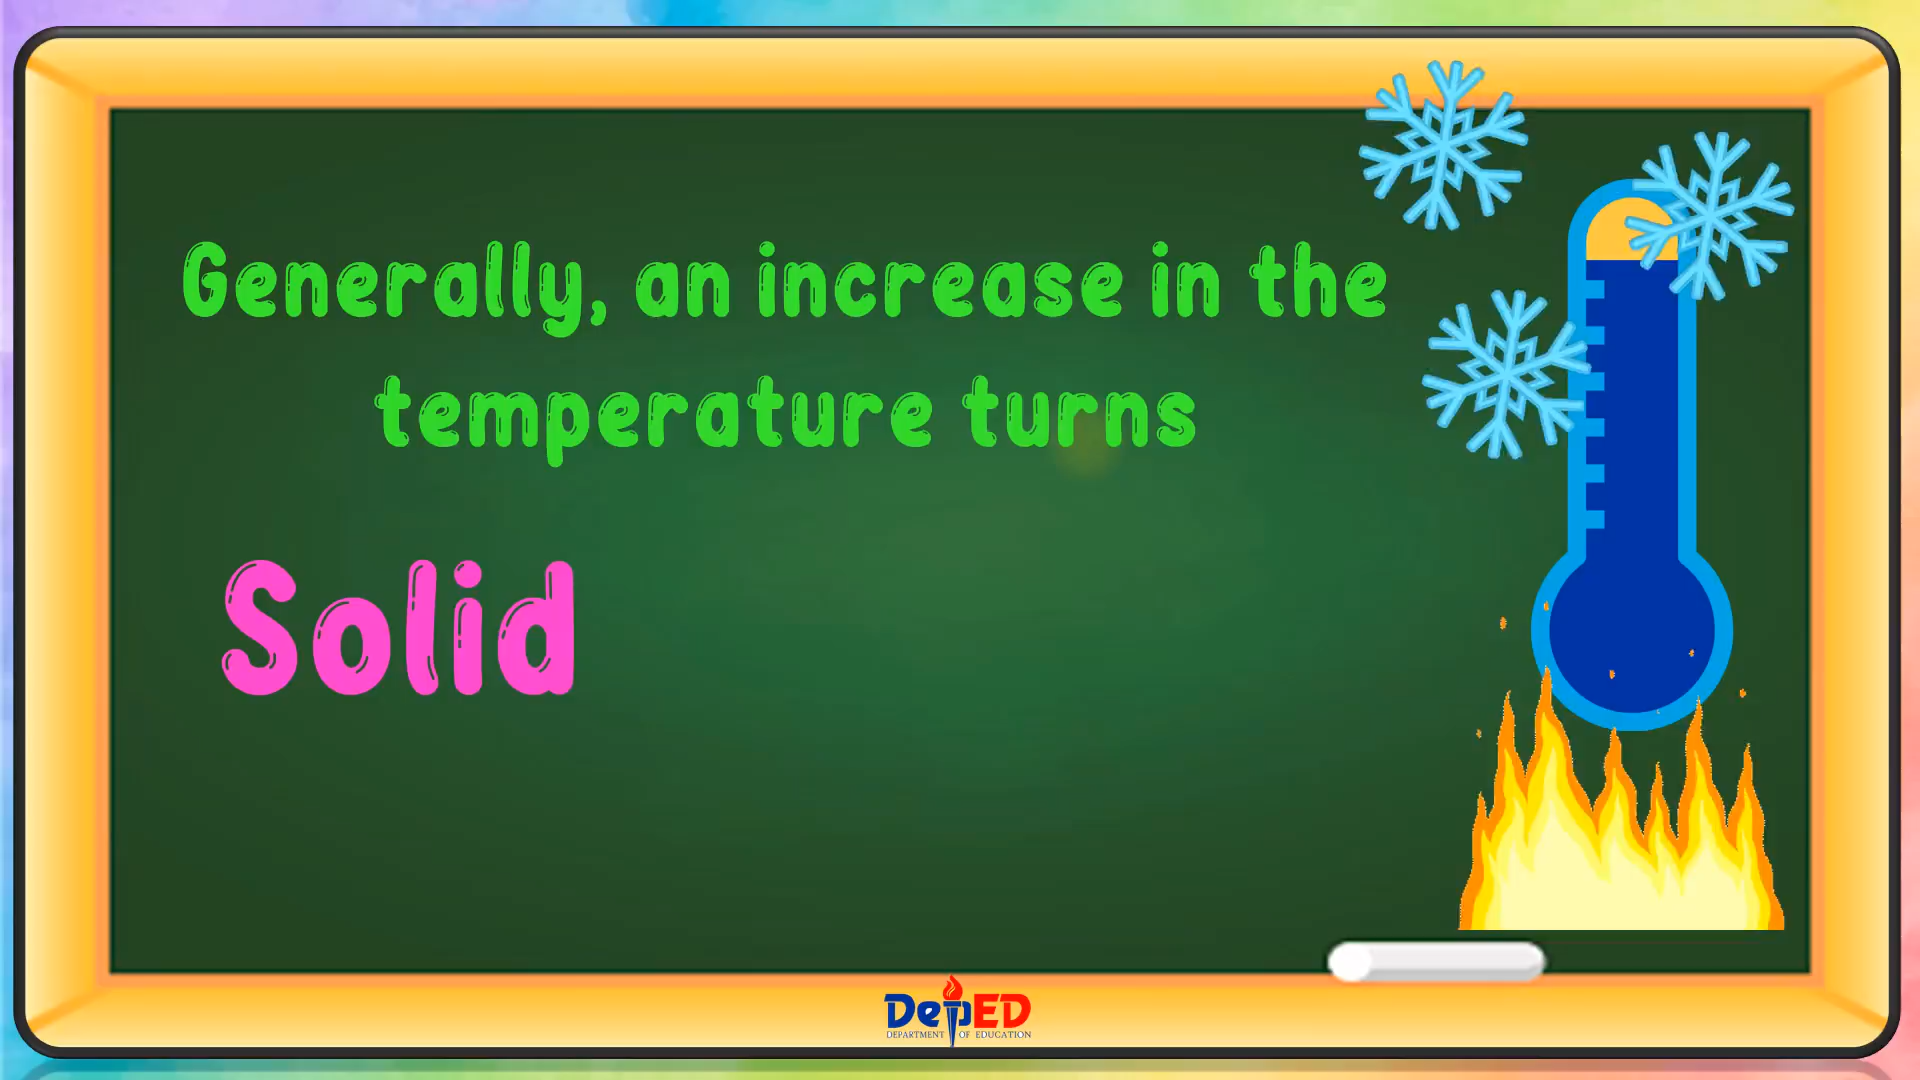 Generally, an increase in the
temperature turns
Solid
DepED
DEPARTMENT OF EDUCATION